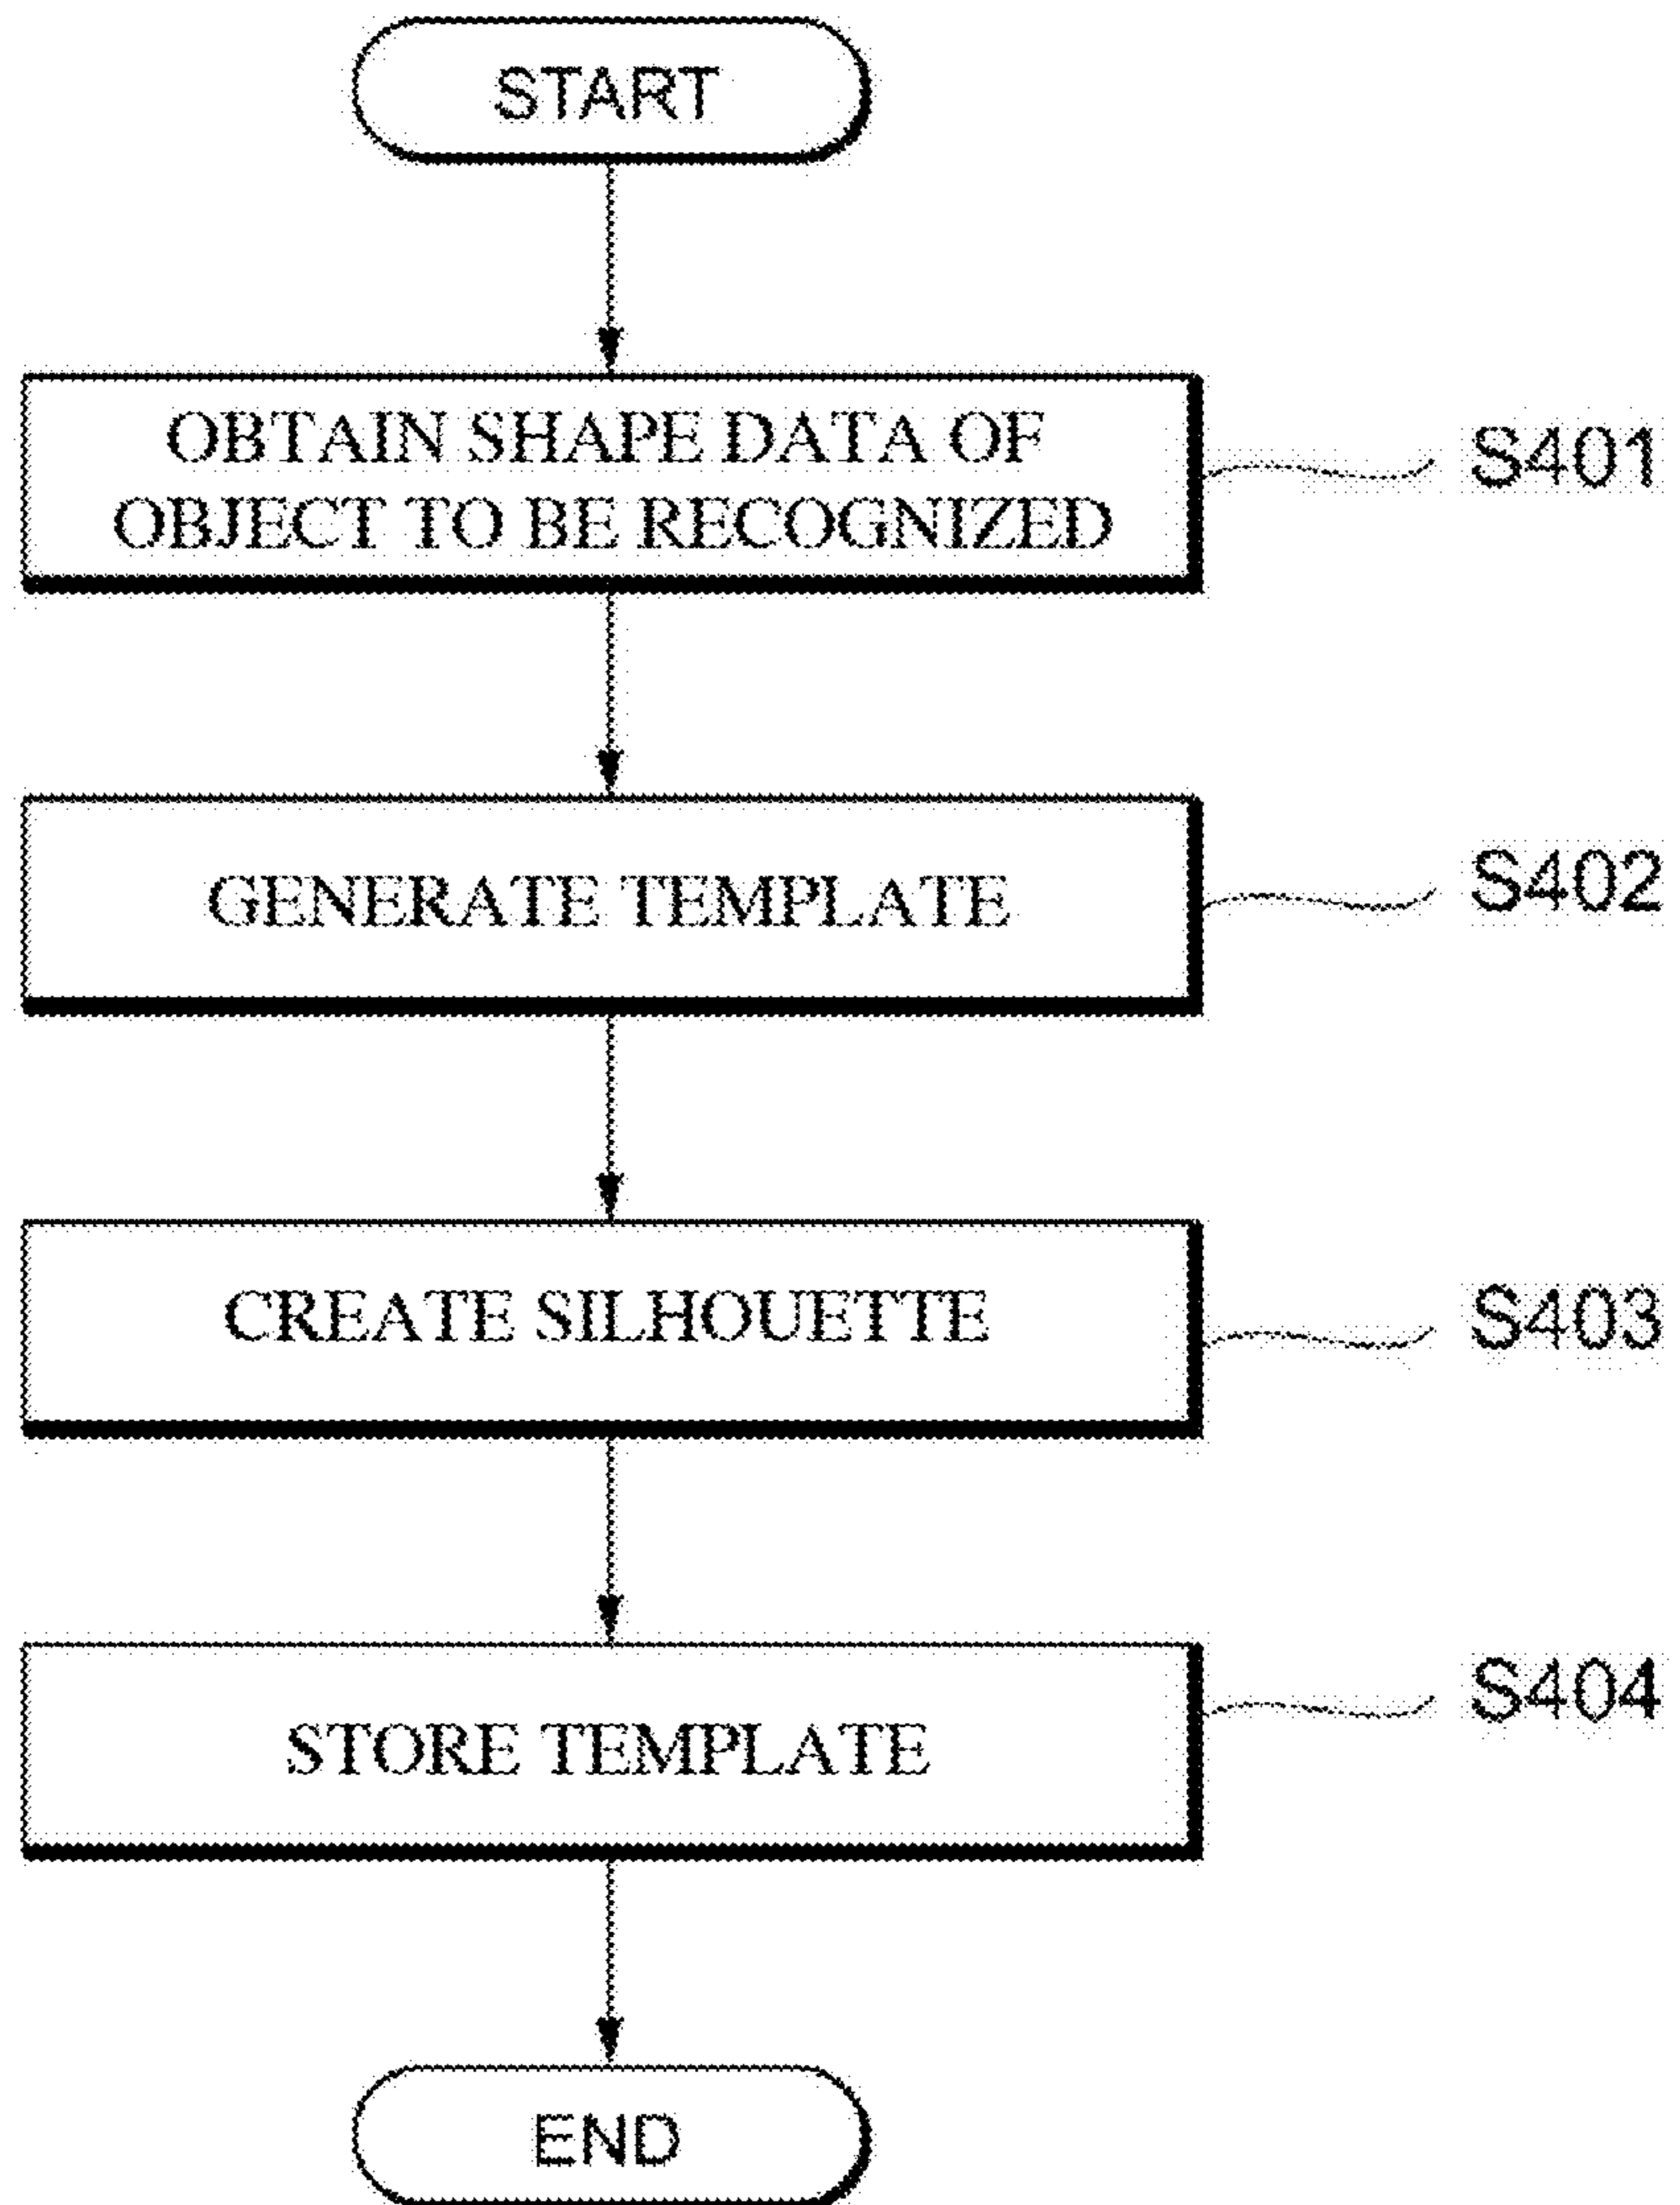 START
OBTAIN SHAPE DATA OF
OBJECT TO BE RECOGNIZED
S401
GENERATE TEMPLATE
S402
CREATE SILHOUETTE
S403
STORE TEMPLATE
S404
END